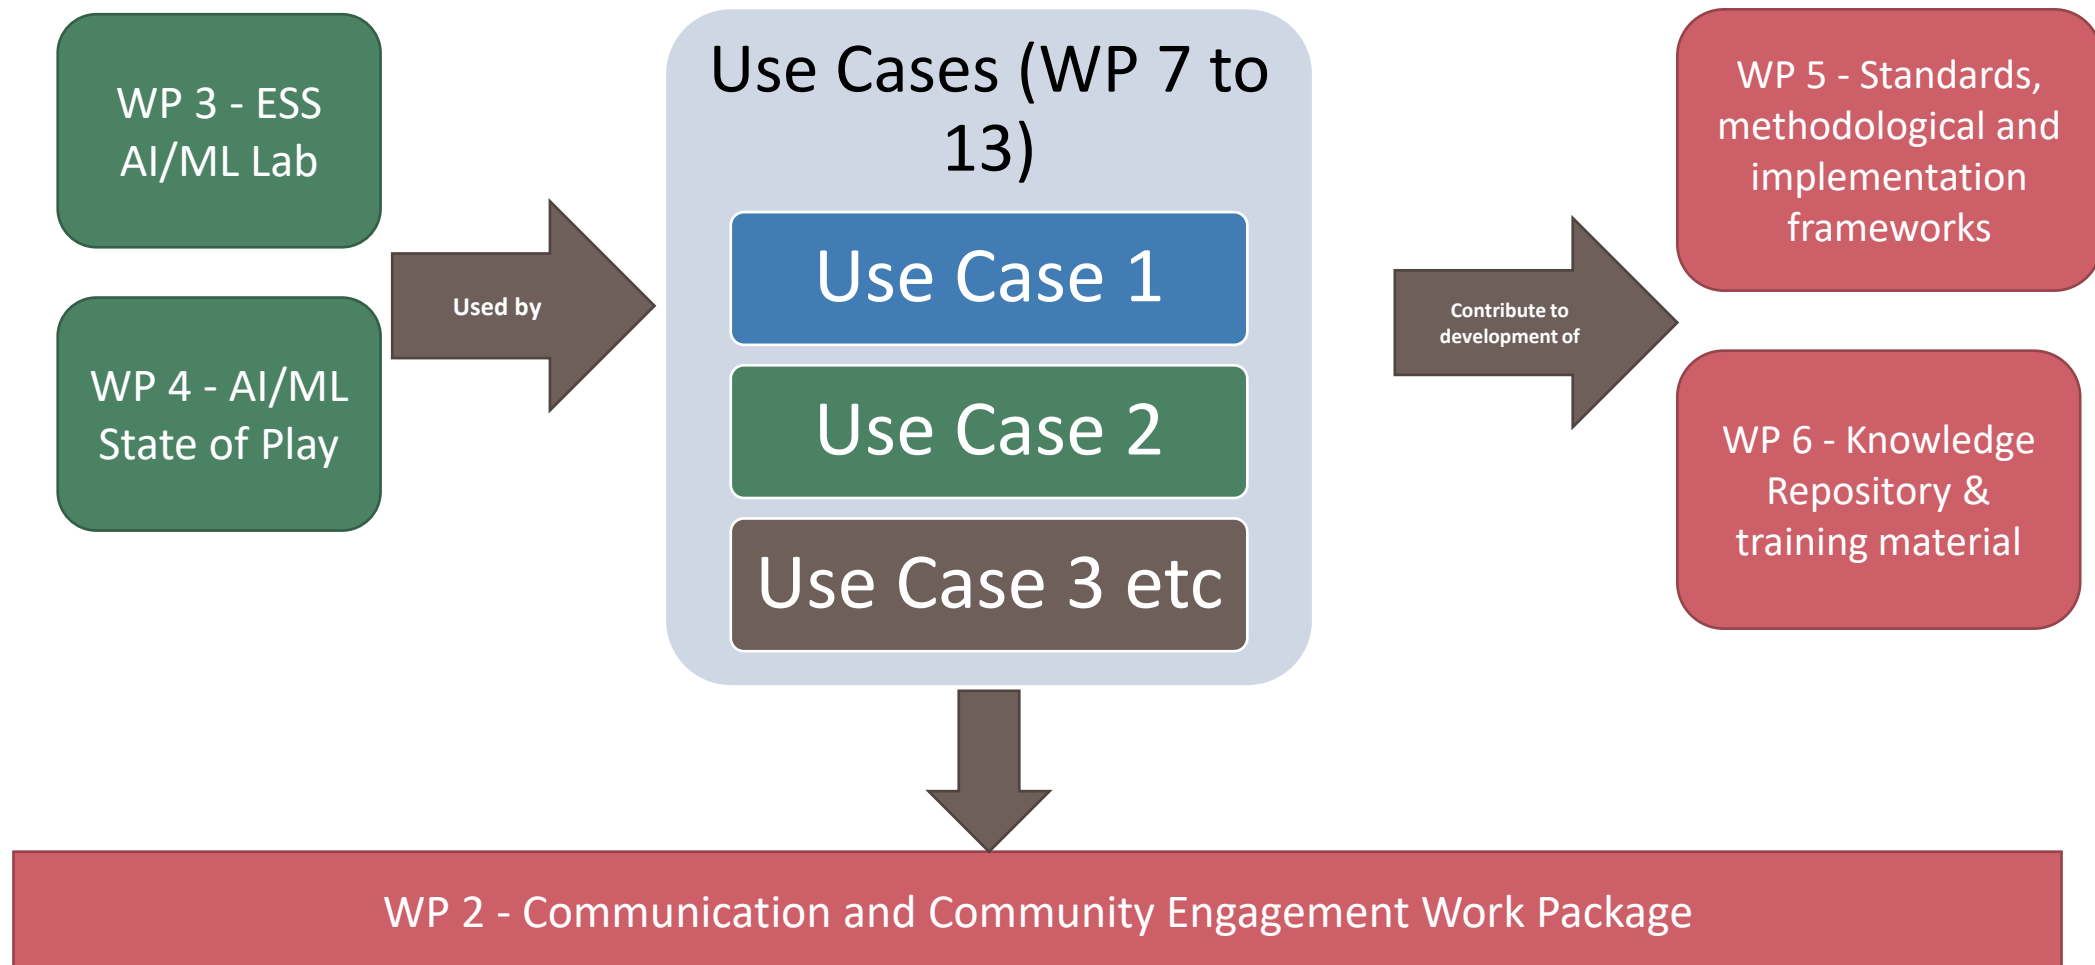 WP 3 - ESS
AI/ML Lab
WP 4 - AI/ML
State of Play
Used by
Use Cases (WP 7 to
13)
Use Case 1
Use Case 2
Use Case 3 etc
Contribute to
development of
WP 5 - Standards,
methodological and
implementation
frameworks
WP 6 - Knowledge
Repository &
training material
WP 2 - Communication and Community Engagement Work Package